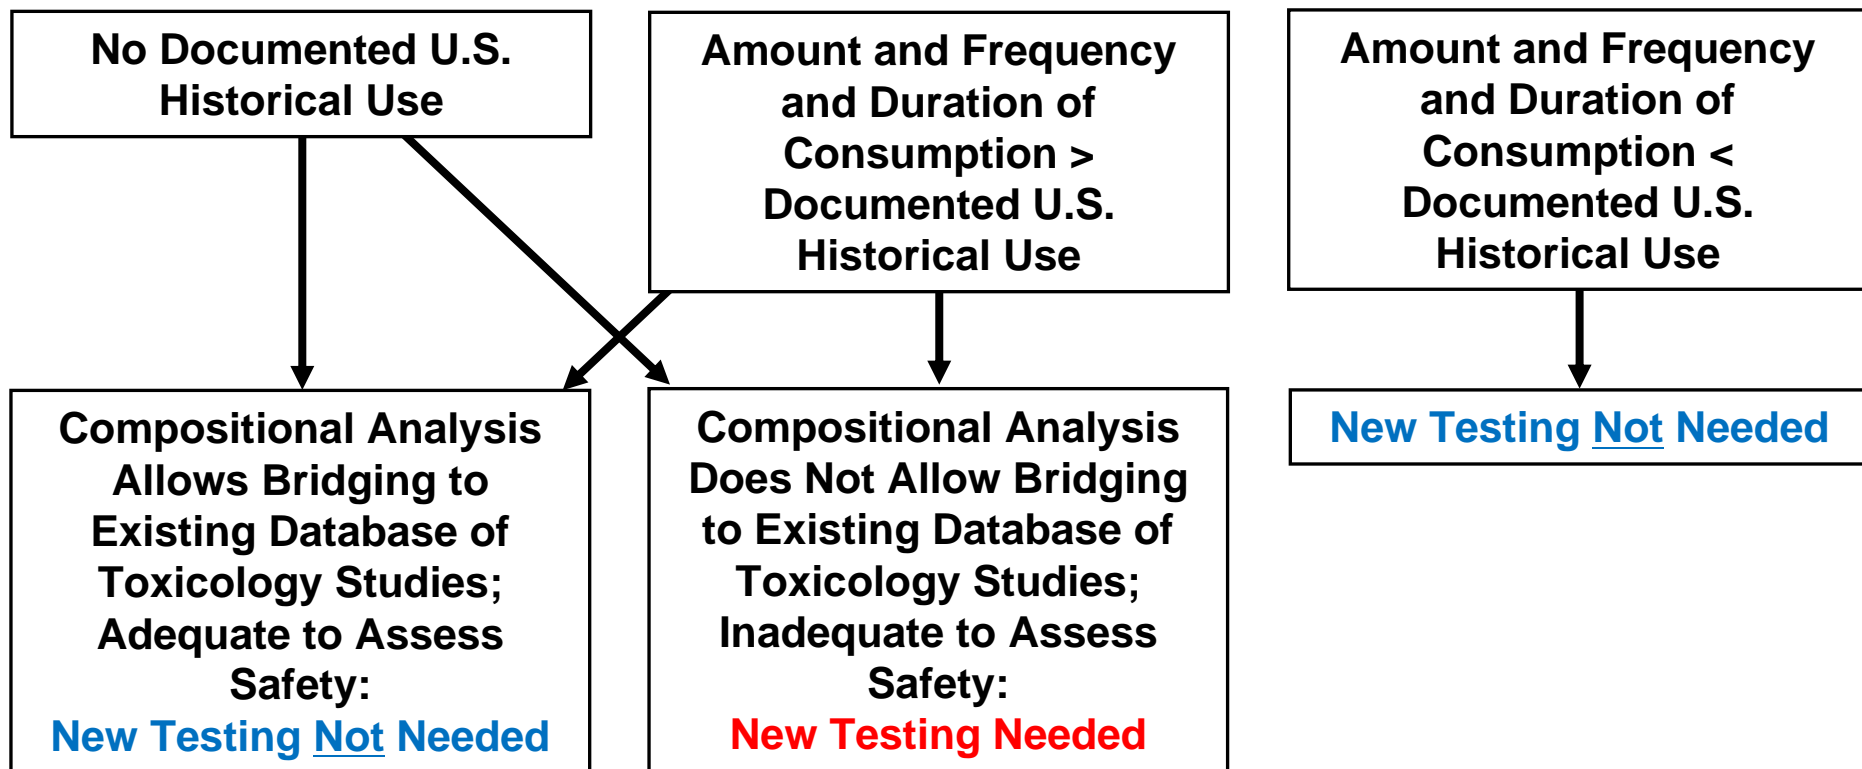 No Documented U.S.
Historical Use
Amount and Frequency
and Duration of
Consumption >
Documented U.S.
Historical Use
Amount and Frequency
and Duration of
Consumption <
Documented U.S.
Historical Use
Compositional Analysis
Allows Bridging to
Existing Database of
Toxicology Studies;
Adequate to Assess
Safety:
New Testing Not Needed
Compositional Analysis
Does Not Allow Bridging
to Existing Database of
Toxicology Studies;
Inadequate to Assess
Safety:
New Testing Needed
New Testing Not Needed